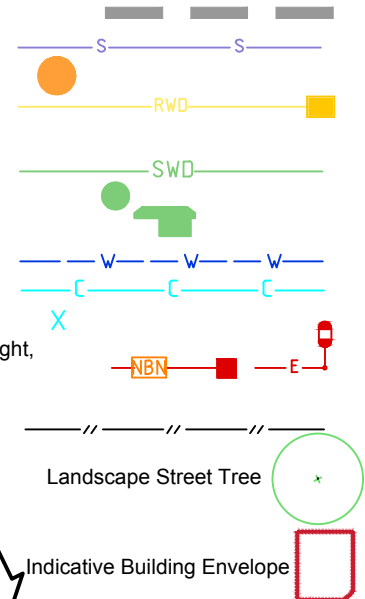 S S
RWD
SWD
W W W
C C C
X
ght,
NBN E
// // //
Landscape Street Tree
Indicative Building Envelope